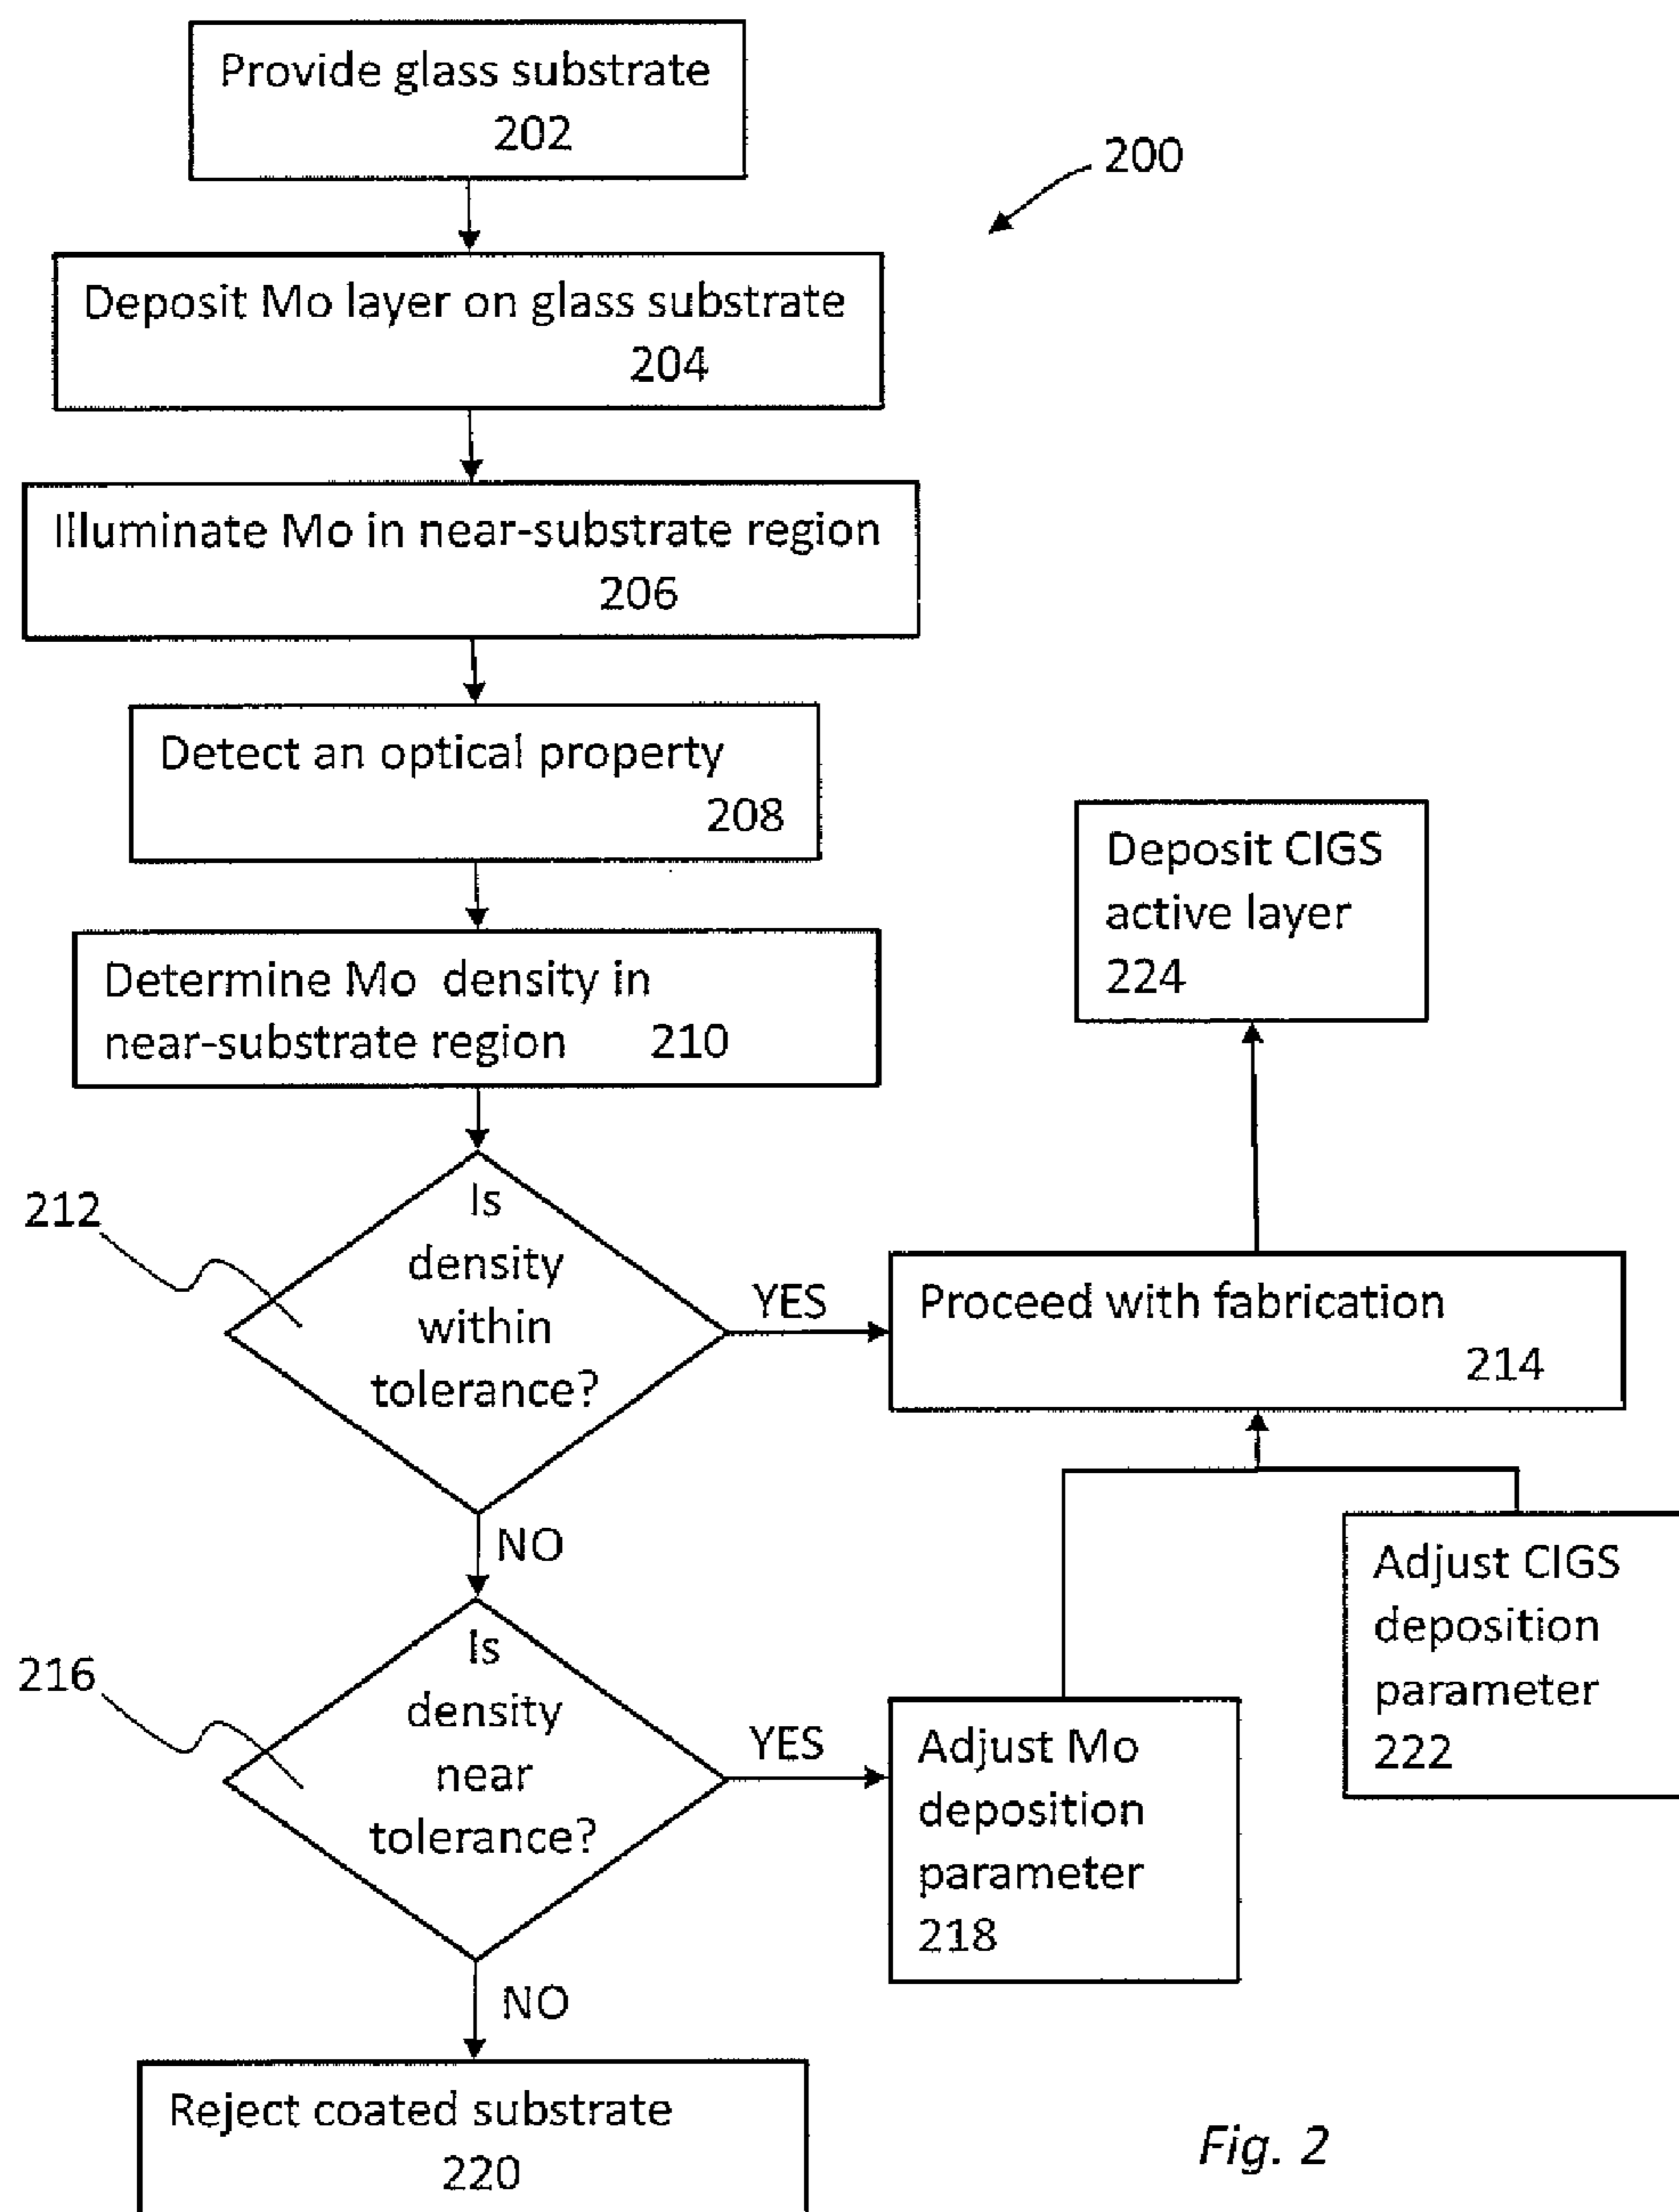 Provide glass substrate
202
200
Deposit Mo layer on glass substrate
204
Illuminate Mo in near-substrate region
206
Detect an optical property
208
Determine Mo density in
near-substrate region 210
Deposit CIGS
active layer
224
212
Is
density
within
tolerance?
YES
Proceed with fabrication
214
NO
216
Is
density
near
tolerance?
YES
Adjust Mo
deposition
parameter
218
Adjust CIGS
deposition
parameter
222
NO
Reject coated substrate
220
Fig. 2